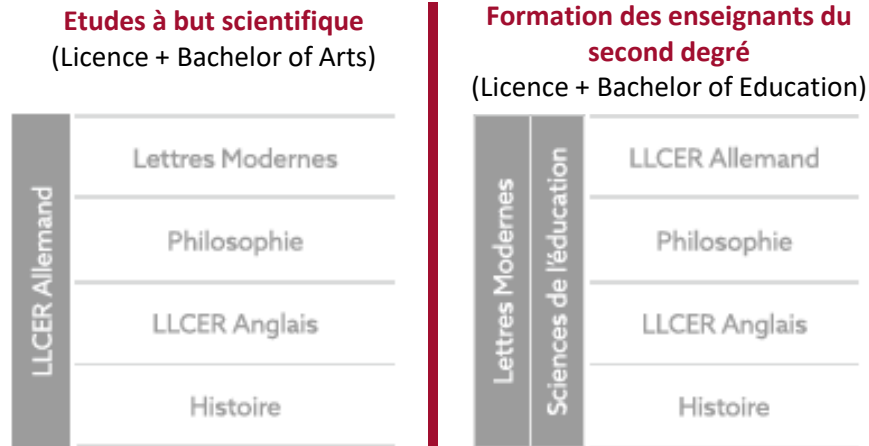 Etudes à but scientifique
(Licence + Bachelor of Arts)
LLCER Allemand
Lettres Modernes
Philosophie
LLCER Anglais
Histoire
Formation des enseignants du
second degré
(Licence + Bachelor of Education)
Lettres Modernes
Sciences de l'éducation
LLCER Allemand
Philosophie
LLCER Anglais
Histoire